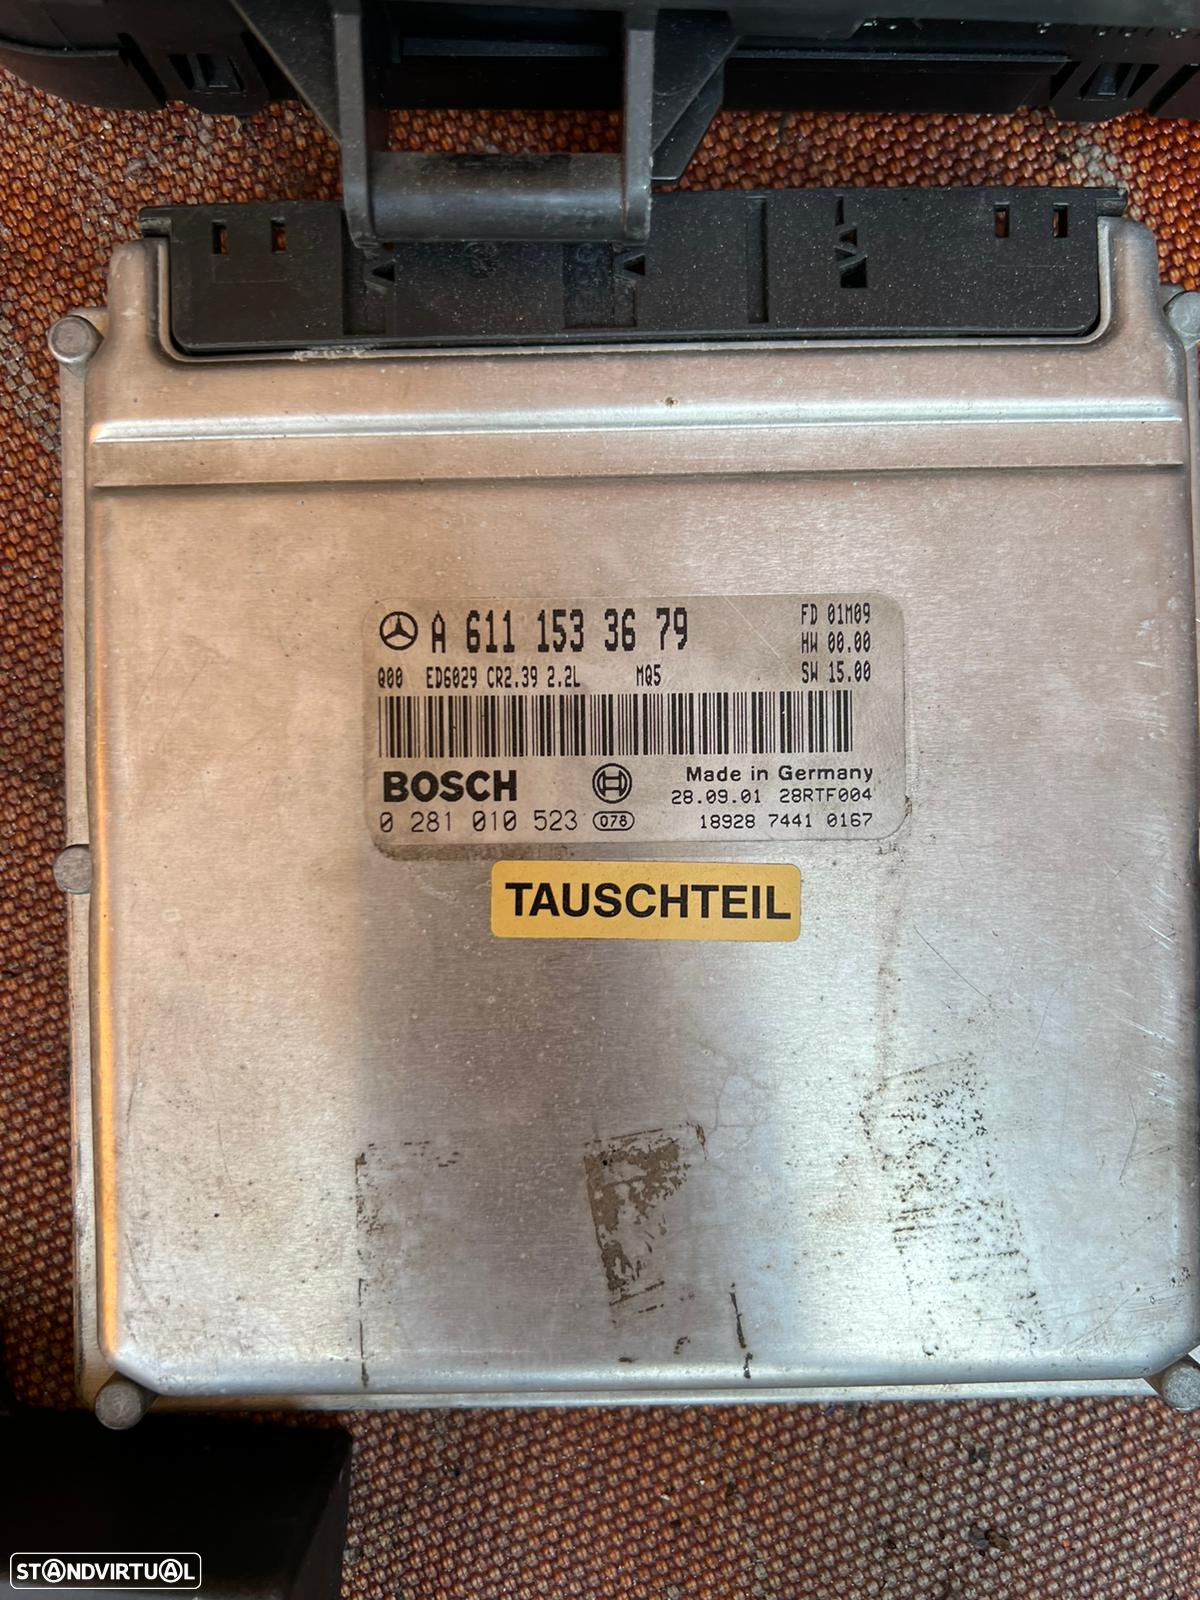 A 611 153 36 79
FD 01M09
HW 00.00
Q00 ED6029 CR2.39 2.2L MQ5
SW 15.00
BOSCH
Made in Germany
28.09.01 28RTF004
0 281 010 523 078
18928 7441 0167
TAUSCHTEIL
STANDVIRTUAL